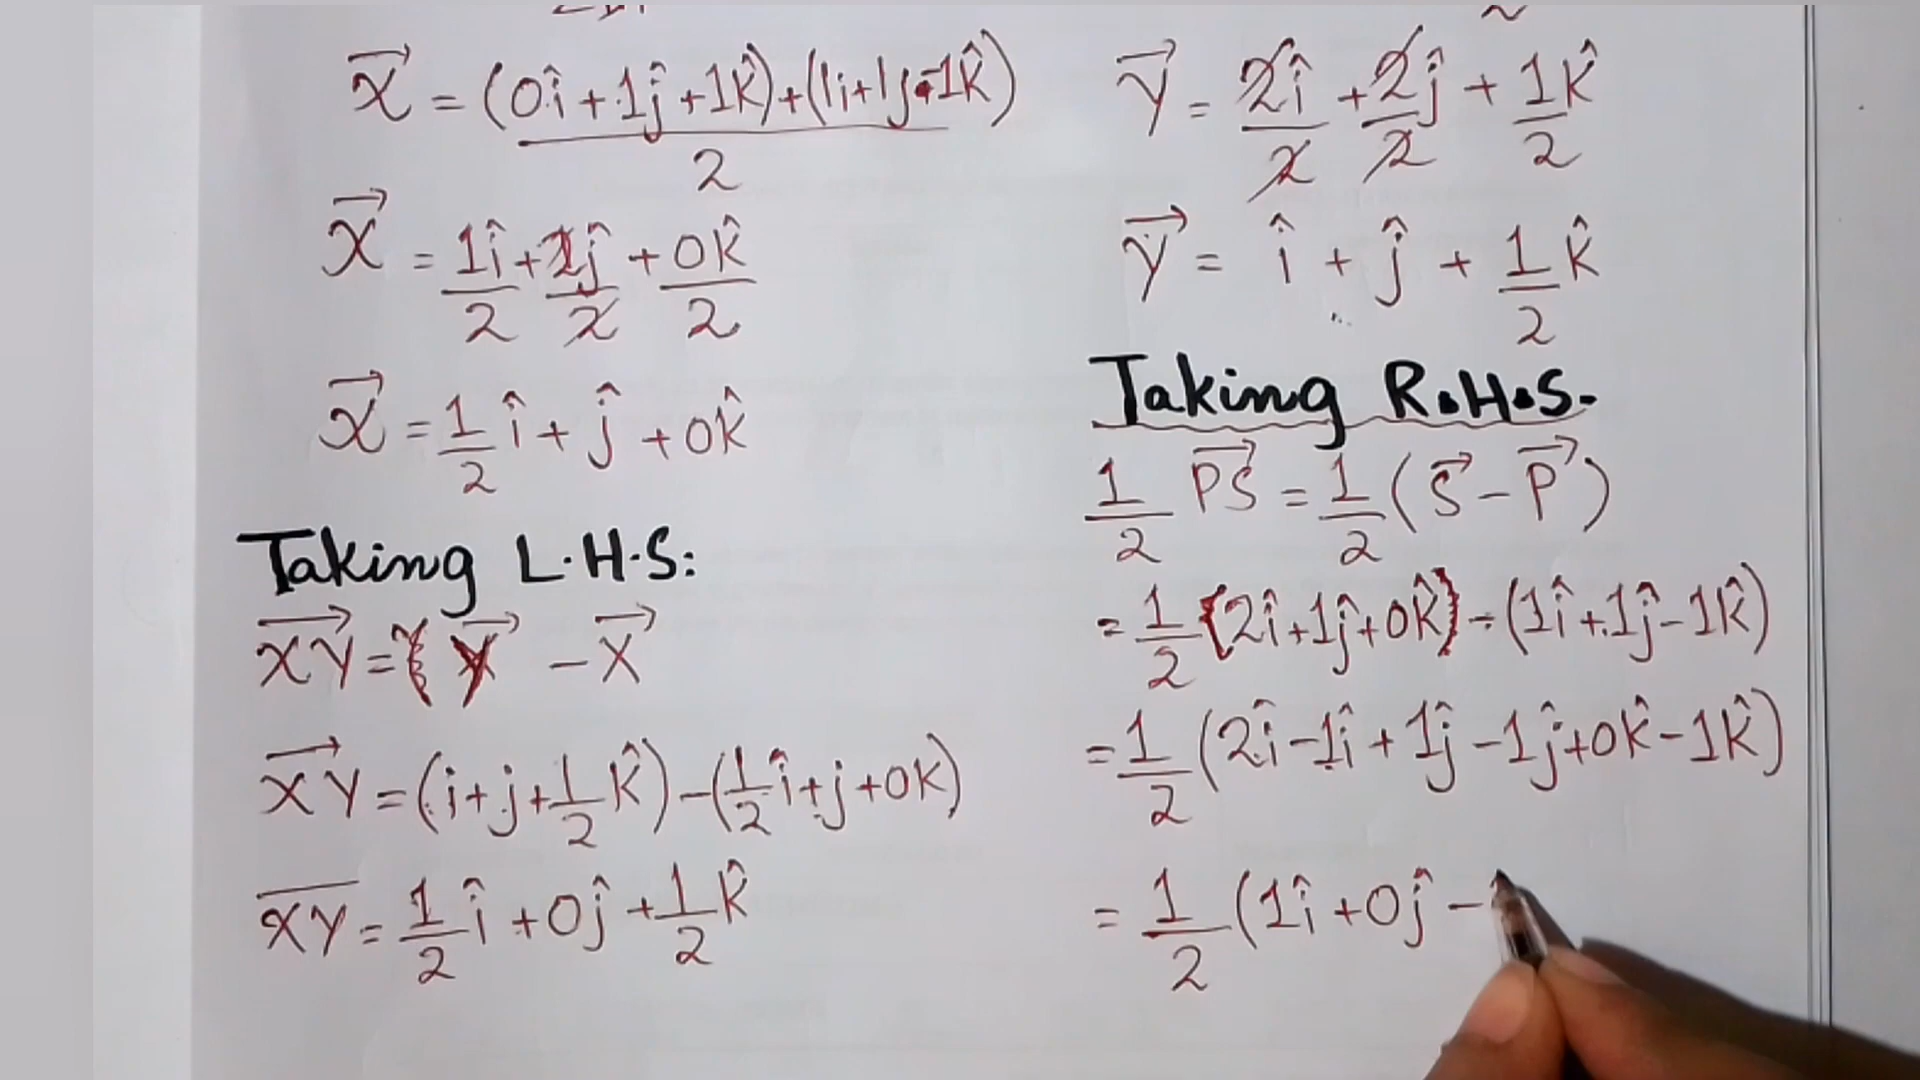 X⃗ = (0î + 1ĵ + 1k̂) + (1i + 1j - 1k̂) / 2
X⃗ = 1î/2 + 2ĵ/2 + 0k̂/2
X⃗ = 1/2 î + ĵ + 0k̂
Taking L.H.S:
XY⃗ = { Y⃗ - X⃗
XY⃗ = (i + j + 1/2 k̂) - (1/2 î + j + 0k)
XY = 1/2 î + 0ĵ + 1/2 k̂
Y⃗ = 2î/2 + 2ĵ/2 + 1k̂/2
Y⃗ = î + ĵ + 1/2 k̂
Taking R.H.S.
1/2 PS⃗ = 1/2 (S⃗ - P⃗)
= 1/2 {2î + 1ĵ + 0k̂} - (1î + 1ĵ - 1k̂)
= 1/2 (2î - 1î + 1ĵ - 1ĵ + 0k̂ - 1k̂)
= 1/2 (1î + 0ĵ -